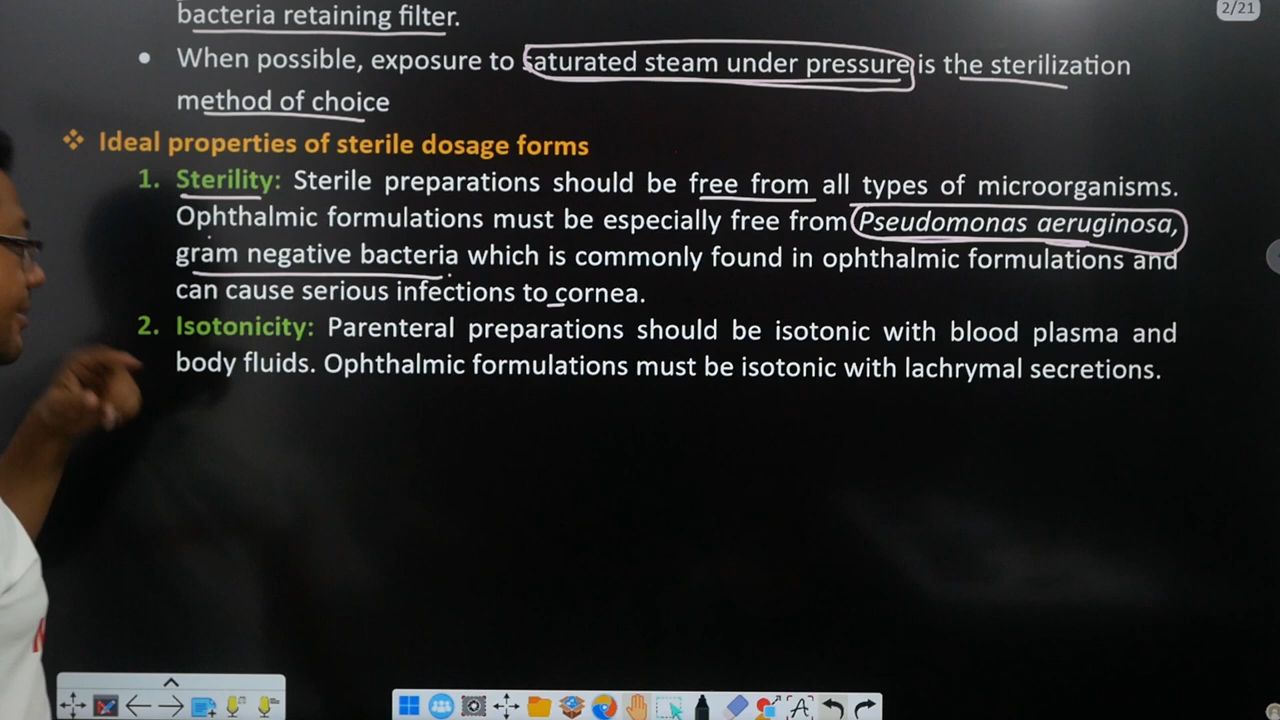 2/21
bacteria retaining filter.
• When possible, exposure to saturated steam under pressure is the sterilization
method of choice
❖ Ideal properties of sterile dosage forms
1. Sterility: Sterile preparations should be free from all types of microorganisms.
Ophthalmic formulations must be especially free from Pseudomonas aeruginosa,
gram negative bacteria which is commonly found in ophthalmic formulations and
can cause serious infections to cornea.
2. Isotonicity: Parenteral preparations should be isotonic with blood plasma and
body fluids. Ophthalmic formulations must be isotonic with lachrymal secretions.